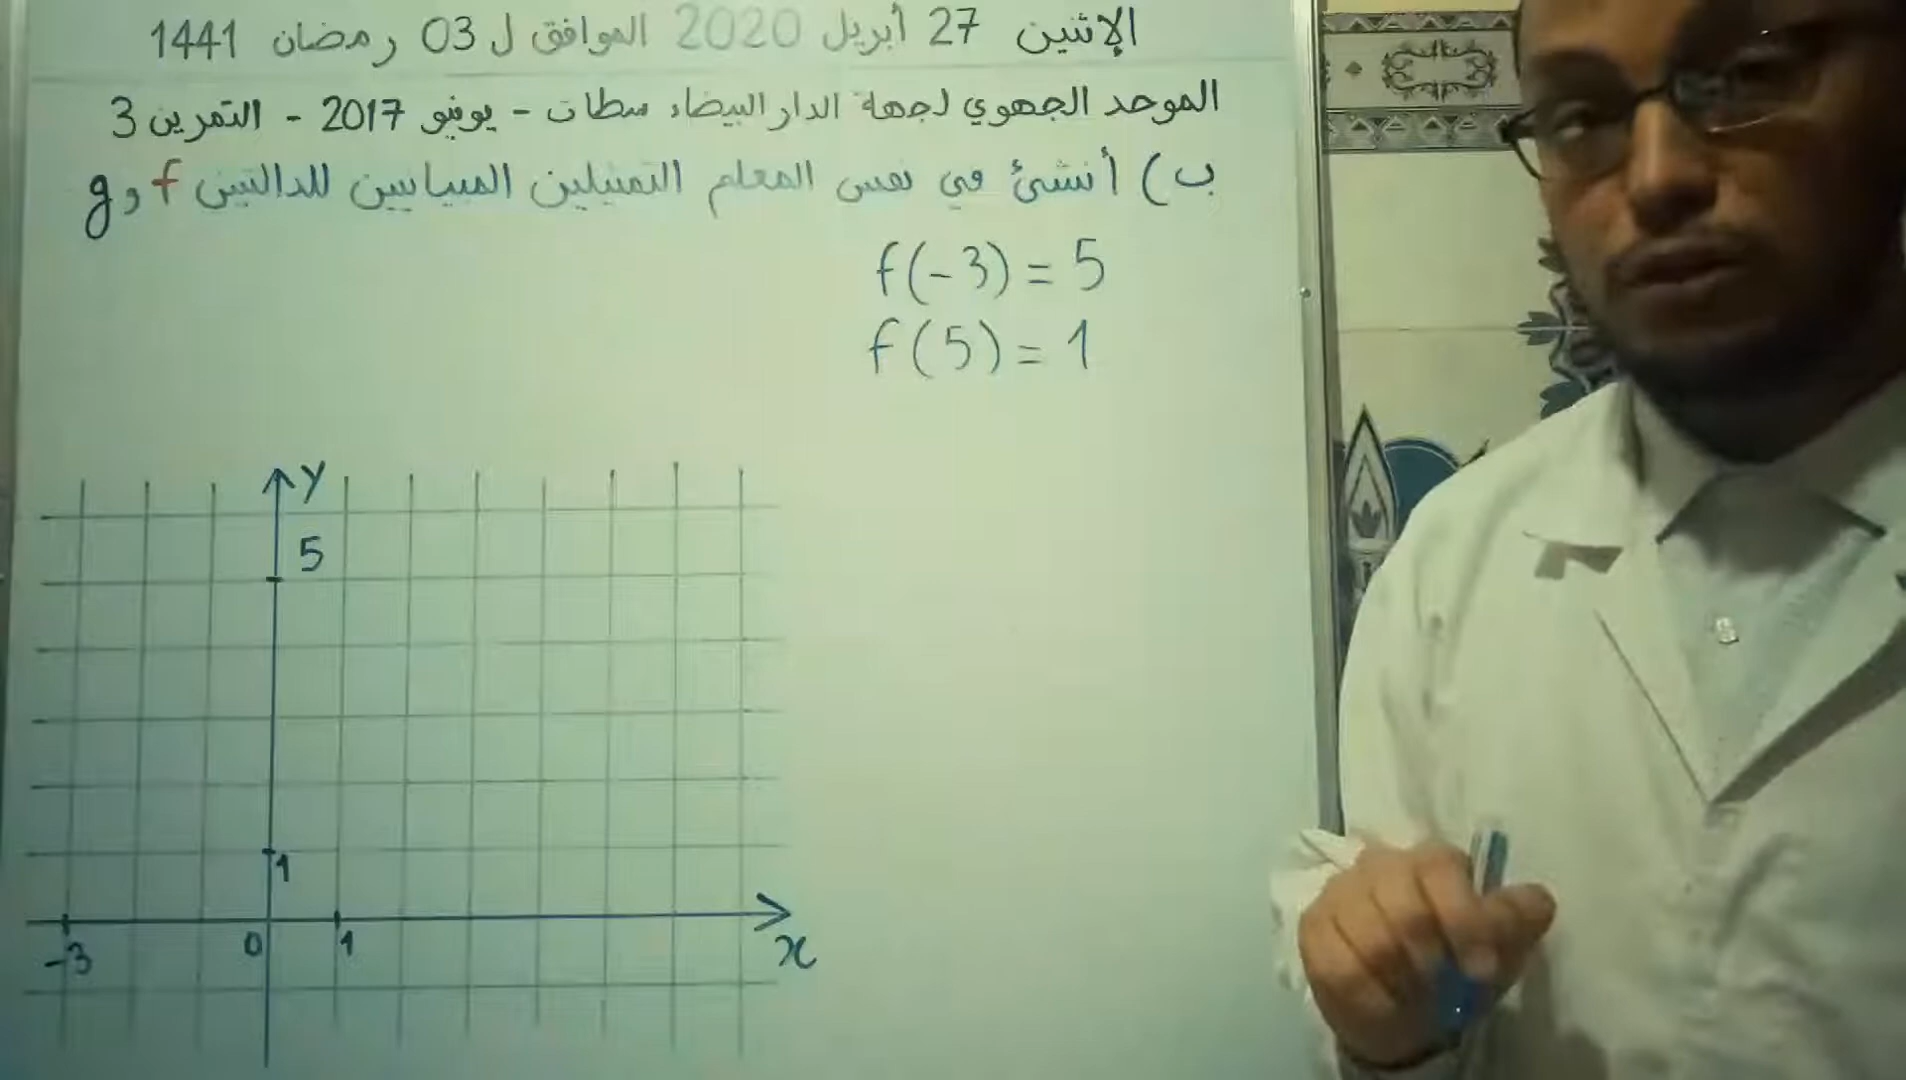 الإثنين 27 أبريل 2020 الموافق ل 03 رمضان 1441
الموحد الجهوي لجهة الدار البيضاء سطات - يونيو 2017 - التمرين 3
ب) أنشئ في نفس المعلم التمثيلين المبيانيين للدالتين f و g
f(-3) = 5
f(5) = 1
y
5
1
-3 0 1 x